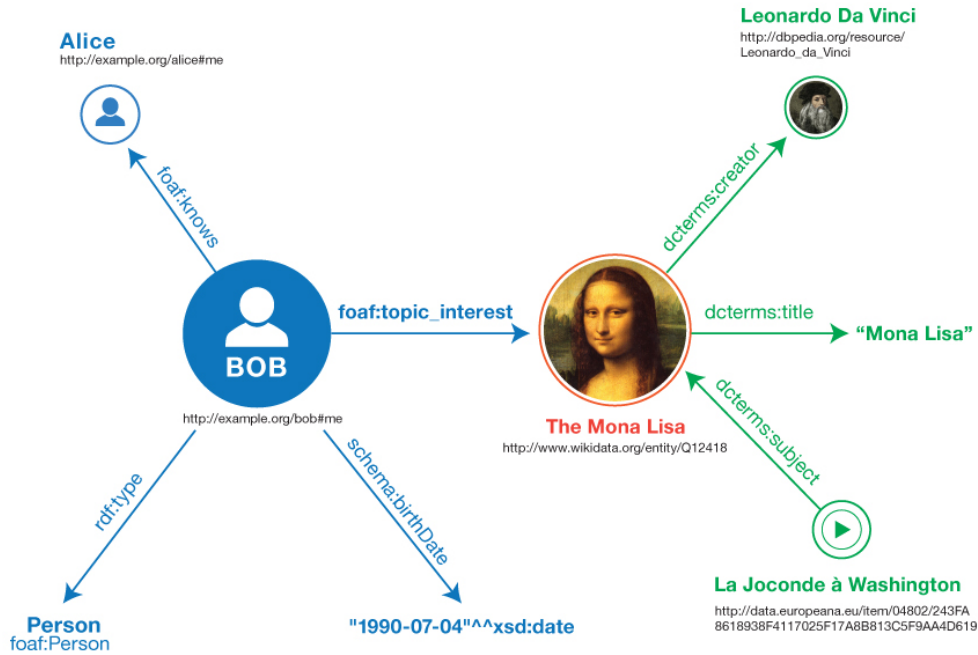 Alice
http://example.org/alice#me
Leonardo Da Vinci
http://dbpedia.org/resource/
Leonardo_da_Vinci
foaf:knows
dcterms:creator
BOB
foaf:topic_interest
dcterms:title
“Mona Lisa”
http://example.org/bob#me
The Mona Lisa
http://www.wikidata.org/entity/Q12418
dcterms:subject
rdf:type
schema:birthDate
La Joconde à Washington
http://data.europeana.eu/item/04802/243FA
8618938F4117025F17A8B813C5F9AA4D619
Person
foaf:Person
"1990-07-04"^^xsd:date